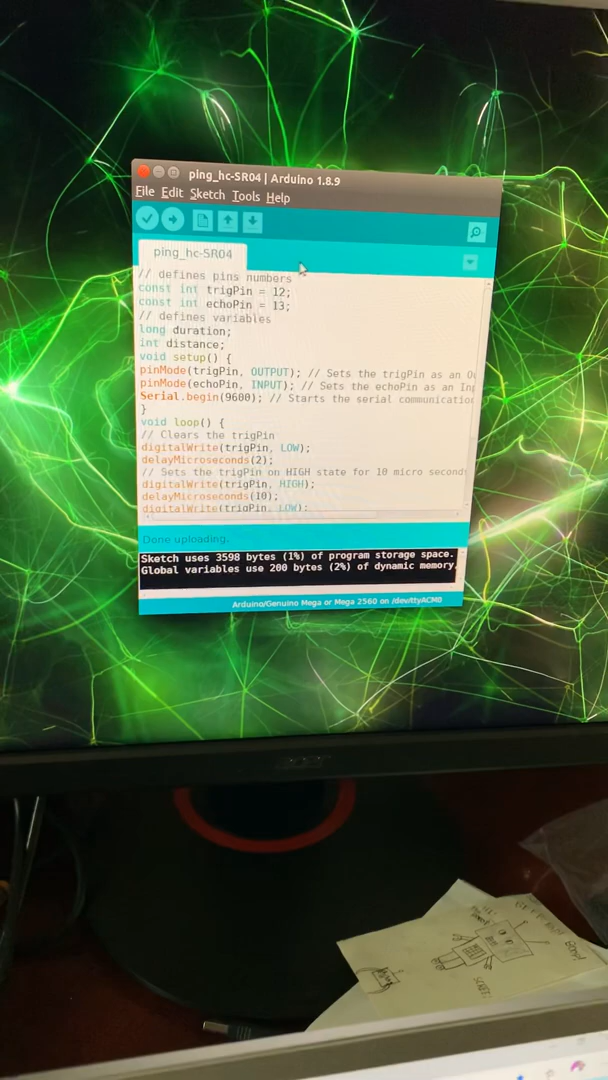 ping_hc-SR04 | Arduino 1.8.9
File Edit Sketch Tools Help
ping_hc-SR04
// defines pins numbers
const int trigPin = 12;
const int echoPin = 13;
// defines variables
long duration;
int distance;
void setup() {
pinMode(trigPin, OUTPUT); // Sets the trigPin as an O
pinMode(echoPin, INPUT); // Sets the echoPin as an Inp
Serial.begin(9600); // Starts the serial communication
}
void loop() {
// Clears the trigPin
digitalWrite(trigPin, LOW);
delayMicroseconds(2);
// Sets the trigPin on HIGH state for 10 micro second
digitalWrite(trigPin, HIGH);
delayMicroseconds(10);
digitalWrite(trigPin, LOW);
Done uploading.
Sketch uses 3598 bytes (1%) of program storage space.
Global variables use 200 bytes (2%) of dynamic memory,
Arduino/Genuino Mega or Mega 2560 on /dev/ttyACM0
acer